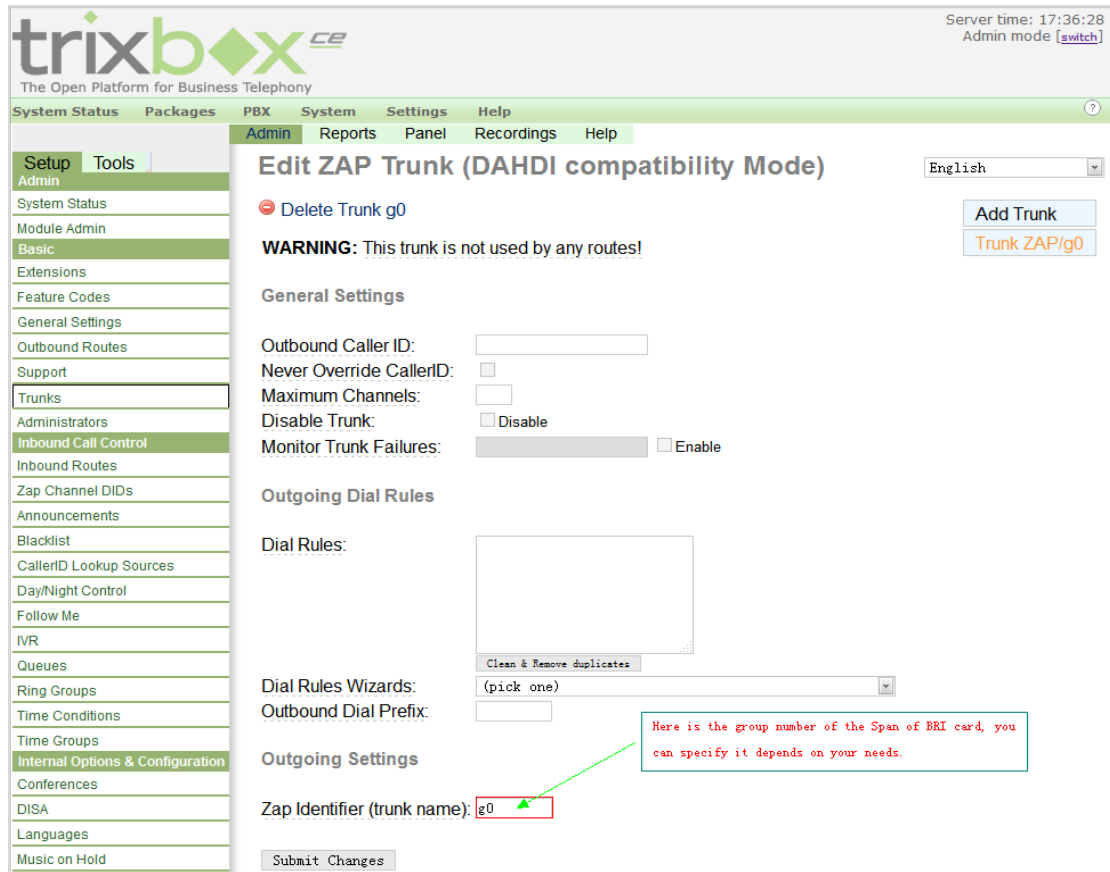 Server time: 17:36:28
Admin mode [switch]
trixbox CE
The Open Platform for Business Telephony
System Status Packages PBX System Settings Help ?
Admin Reports Panel Recordings Help
Setup Tools
Admin
System Status
Module Admin
Basic
Extensions
Feature Codes
General Settings
Outbound Routes
Support
Trunks
Administrators
Inbound Call Control
Inbound Routes
Zap Channel DIDs
Announcements
Blacklist
CallerID Lookup Sources
Day/Night Control
Follow Me
IVR
Queues
Ring Groups
Time Conditions
Time Groups
Internal Options & Configuration
Conferences
DISA
Languages
Music on Hold
Edit ZAP Trunk (DAHDI compatibility Mode)
English
Delete Trunk g0
Add Trunk
Trunk ZAP/g0
WARNING: This trunk is not used by any routes!
General Settings
Outbound Caller ID:
Never Override CallerID:
Maximum Channels:
Disable Trunk: Disable
Monitor Trunk Failures: Enable
Outgoing Dial Rules
Dial Rules:
Clean & Remove duplicates
Dial Rules Wizards: (pick one)
Outbound Dial Prefix:
Here is the group number of the Span of BRI card, you
can specify it depends on your needs.
Outgoing Settings
Zap Identifier (trunk name): g0
Submit Changes